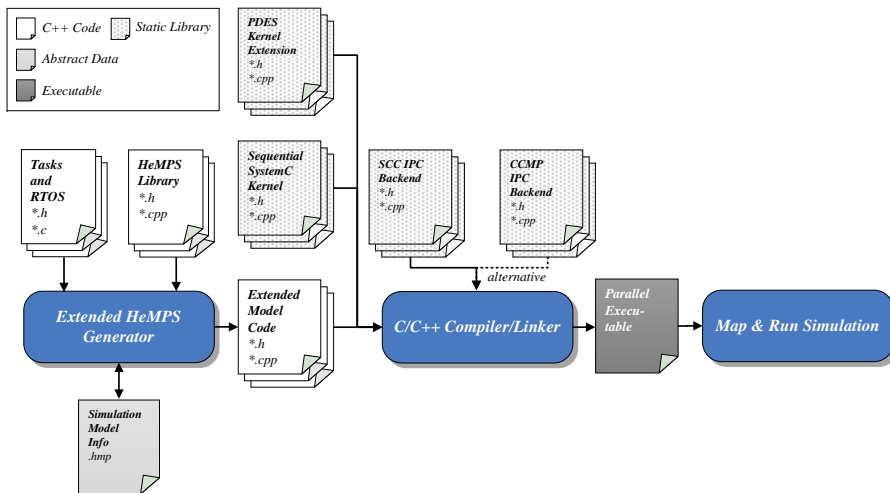 C++ Code
Static Library
Abstract Data
Executable
PDES
Kernel
Extension
*.h
*.cpp
Tasks
and
RTOS
*.h
*.c
HeMPS
Library
*.h
*.cpp
Sequential
SystemC
Kernel
*.h
*.cpp
SCC IPC
Backend
*.h
*.cpp
CCMP
IPC
Backend
*.h
*.cpp
alternative
Extended HeMPS
Generator
Extended
Model
Code
*.h
*.cpp
C/C++ Compiler/Linker
Parallel
Execu-
table
Map & Run Simulation
Simulation
Model
Info
.hmp